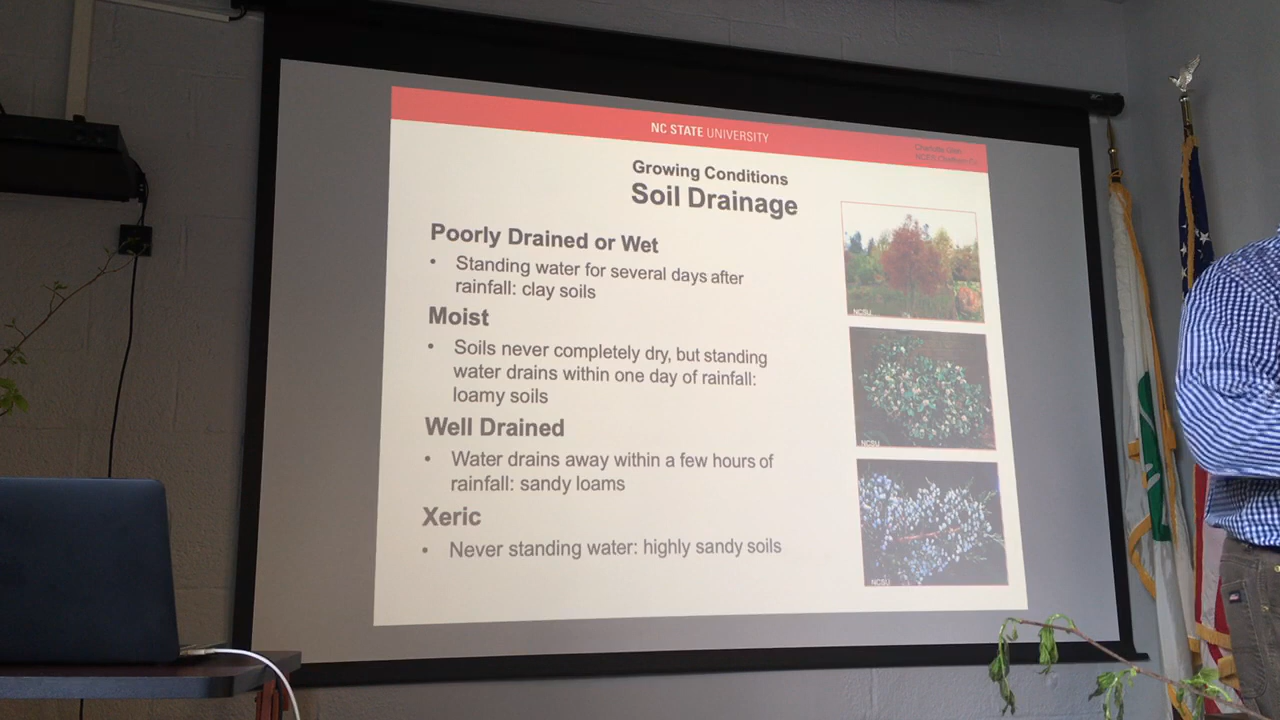 NC STATE UNIVERSITY
Growing Conditions
Soil Drainage
Poorly Drained or Wet
• Standing water for several days after
rainfall: clay soils
Moist
• Soils never completely dry, but standing
water drains within one day of rainfall:
loamy soils
Well Drained
• Water drains away within a few hours of
rainfall: sandy loams
Xeric
• Never standing water: highly sandy soils
NCSU
NCSU
NCSU